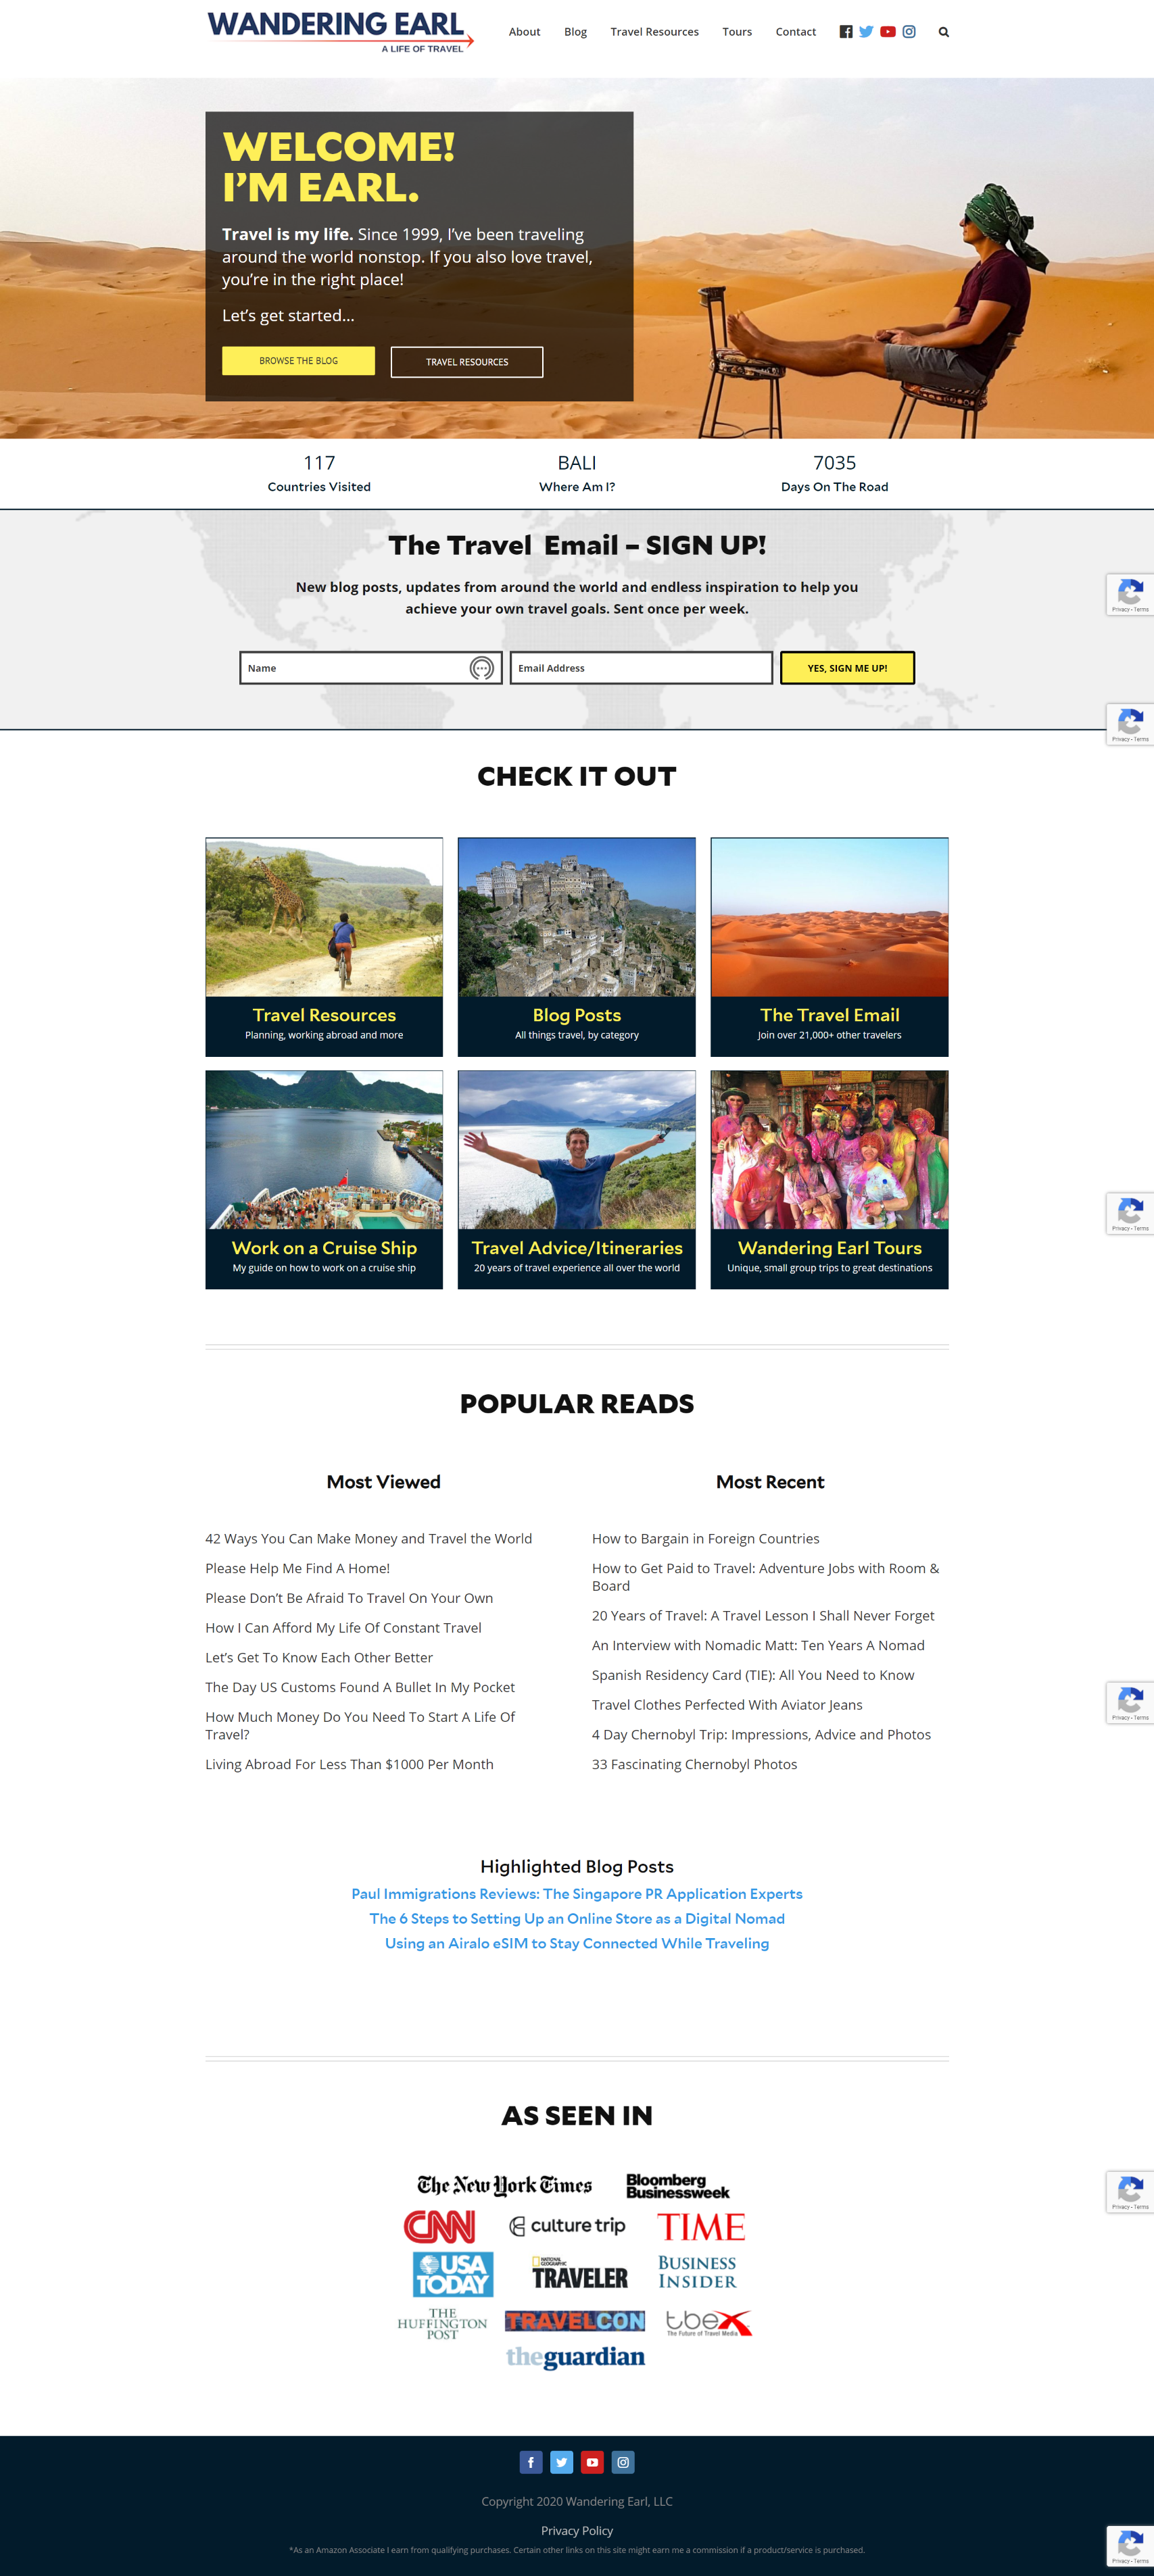 WANDERING EARL
A LIFE OF TRAVEL
About
Blog
Travel Resources
Tours
Contact
WELCOME!
I'M EARL.
Travel is my life. Since 1999, I've been traveling
around the world nonstop. If you also love travel,
you're in the right place!
Let's get started...
BROWSE THE BLOG
TRAVEL RESOURCES
117
Countries Visited
BALI
Where Am I?
7035
Days On The Road
The Travel Email – SIGN UP!
New blog posts, updates from around the world and endless inspiration to help you
achieve your own travel goals. Sent once per week.
Name
Email Address
YES, SIGN ME UP!
Privacy - Terms
Privacy - Terms
CHECK IT OUT
Travel Resources
Planning, working abroad and more
Blog Posts
All things travel, by category
The Travel Email
Join over 21,000+ other travelers
Work on a Cruise Ship
My guide on how to work on a cruise ship
Travel Advice/Itineraries
20 years of travel experience all over the world
Wandering Earl Tours
Unique, small group trips to great destinations
Privacy - Terms
POPULAR READS
Most Viewed
42 Ways You Can Make Money and Travel the World
Please Help Me Find A Home!
Please Don't Be Afraid To Travel On Your Own
How I Can Afford My Life Of Constant Travel
Let's Get To Know Each Other Better
The Day US Customs Found A Bullet In My Pocket
How Much Money Do You Need To Start A Life Of
Travel?
Living Abroad For Less Than $1000 Per Month
Most Recent
How to Bargain in Foreign Countries
How to Get Paid to Travel: Adventure Jobs with Room &
Board
20 Years of Travel: A Travel Lesson I Shall Never Forget
An Interview with Nomadic Matt: Ten Years A Nomad
Spanish Residency Card (TIE): All You Need to Know
Travel Clothes Perfected With Aviator Jeans
4 Day Chernobyl Trip: Impressions, Advice and Photos
33 Fascinating Chernobyl Photos
Privacy - Terms
Highlighted Blog Posts
Paul Immigrations Reviews: The Singapore PR Application Experts
The 6 Steps to Setting Up an Online Store as a Digital Nomad
Using an Airalo eSIM to Stay Connected While Traveling
AS SEEN IN
The New York Times
Bloomberg
Businessweek
CNN
culture trip
TIME
USA
TODAY
NATIONAL
GEOGRAPHIC
TRAVELER
BUSINESS
INSIDER
THE
HUFFINGTON
POST
TRAVELCON
tbex
The Future of Travel Media
theguardian
Privacy - Terms
Copyright 2020 Wandering Earl, LLC
Privacy Policy
*As an Amazon Associate I earn from qualifying purchases. Certain other links on this site might earn me a commission if a product/service is purchased.
Privacy - Terms